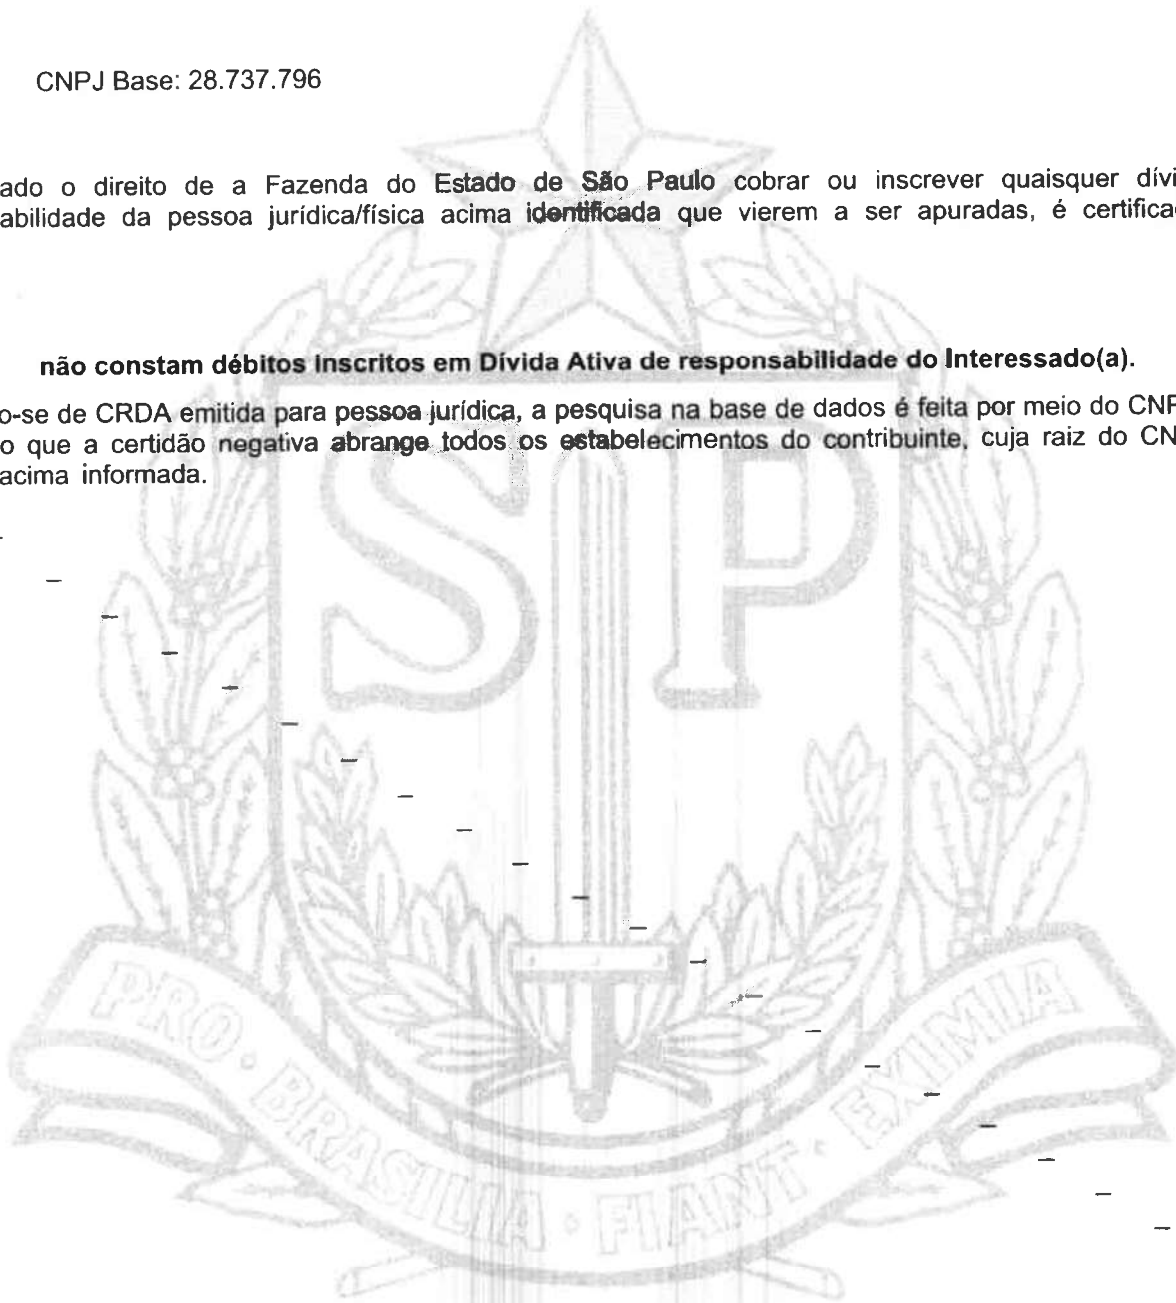 CNPJ Base: 28.737.796
ado o direito de a Fazenda do Estado de São Paulo cobrar ou inscrever quaisquer dívi
abilidade da pessoa jurídica/física acima identificada que vierem a ser apuradas, é certifica
não constam débitos inscritos em Dívida Ativa de responsabilidade do Interessado(a).
o-se de CRDA emitida para pessoa jurídica, a pesquisa na base de dados é feita por meio do CNP
o que a certidão negativa abrange todos os estabelecimentos do contribuinte, cuja raiz do CN
acima informada.
SP
PRO • BRASILIA • FIANT • EXIMIA